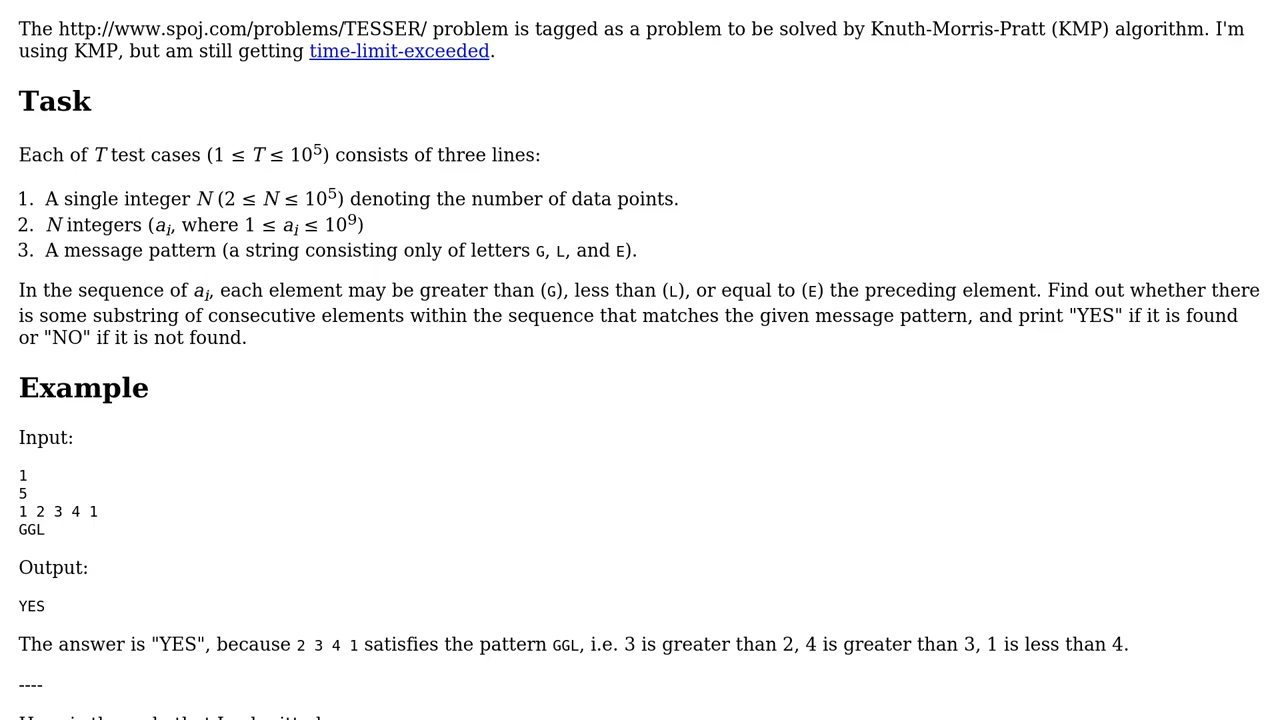 The http://www.spoj.com/problems/TESSER/ problem is tagged as a problem to be solved by Knuth-Morris-Pratt (KMP) algorithm. I'm
using KMP, but am still getting time-limit-exceeded.
Task
Each of T test cases (1 ≤ T ≤ 10⁵) consists of three lines:
1. A single integer N (2 ≤ N ≤ 10⁵) denoting the number of data points.
2. N integers (aᵢ, where 1 ≤ aᵢ ≤ 10⁹)
3. A message pattern (a string consisting only of letters G, L, and E).
In the sequence of aᵢ, each element may be greater than (G), less than (L), or equal to (E) the preceding element. Find out whether there
is some substring of consecutive elements within the sequence that matches the given message pattern, and print "YES" if it is found
or "NO" if it is not found.
Example
Input:
1
5
1 2 3 4 1
GGL
Output:
YES
The answer is "YES", because 2 3 4 1 satisfies the pattern GGL, i.e. 3 is greater than 2, 4 is greater than 3, 1 is less than 4.
----